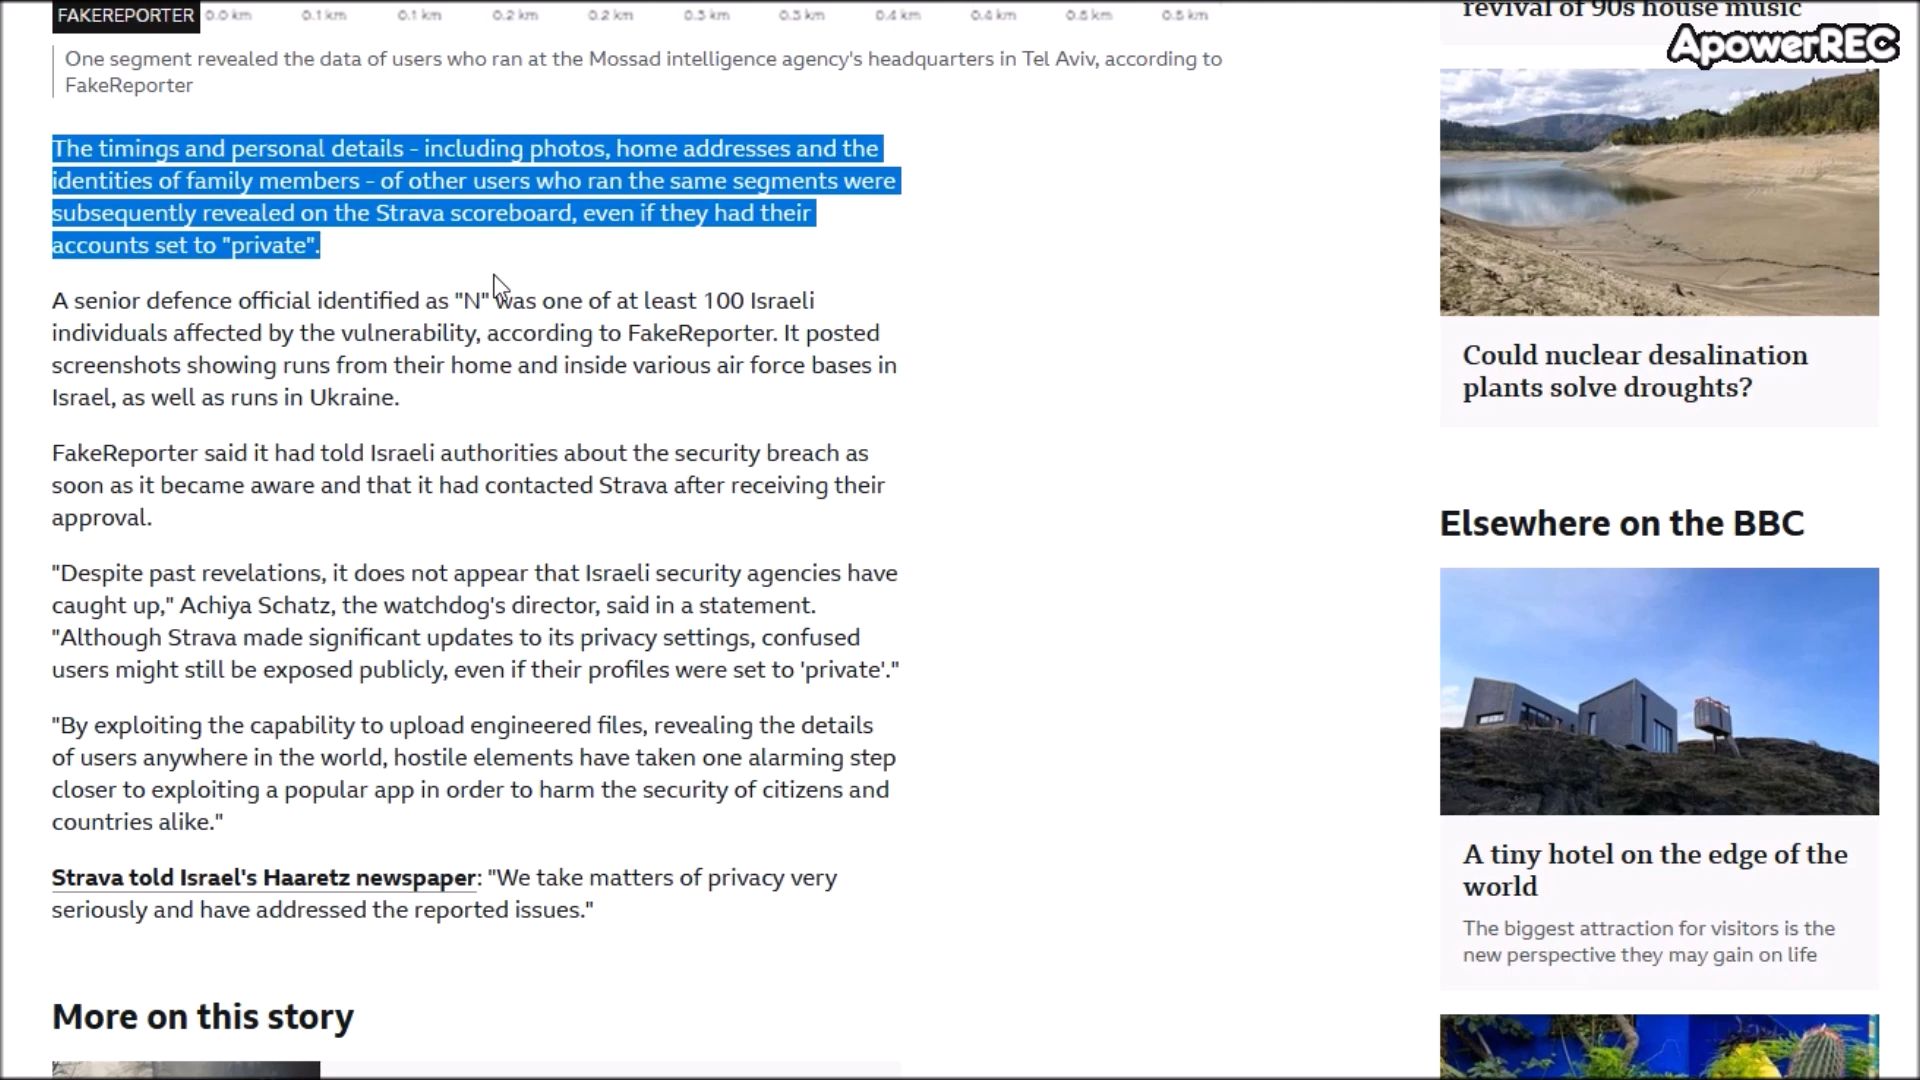 FAKEREPORTER
0.0 km 0.1 km 0.1 km 0.2 km 0.2 km 0.3 km 0.3 km 0.4 km 0.4 km 0.5 km 0.5 km
One segment revealed the data of users who ran at the Mossad intelligence agency's headquarters in Tel Aviv, according to
FakeReporter
The timings and personal details - including photos, home addresses and the
identities of family members - of other users who ran the same segments were
subsequently revealed on the Strava scoreboard, even if they had their
accounts set to "private".
A senior defence official identified as "N" was one of at least 100 Israeli
individuals affected by the vulnerability, according to FakeReporter. It posted
screenshots showing runs from their home and inside various air force bases in
Israel, as well as runs in Ukraine.
FakeReporter said it had told Israeli authorities about the security breach as
soon as it became aware and that it had contacted Strava after receiving their
approval.
"Despite past revelations, it does not appear that Israeli security agencies have
caught up," Achiya Schatz, the watchdog's director, said in a statement.
"Although Strava made significant updates to its privacy settings, confused
users might still be exposed publicly, even if their profiles were set to 'private'."
"By exploiting the capability to upload engineered files, revealing the details
of users anywhere in the world, hostile elements have taken one alarming step
closer to exploiting a popular app in order to harm the security of citizens and
countries alike."
Strava told Israel's Haaretz newspaper: "We take matters of privacy very
seriously and have addressed the reported issues."
More on this story
revival of 90s house music
ApowerREC
Could nuclear desalination
plants solve droughts?
Elsewhere on the BBC
A tiny hotel on the edge of the
world
The biggest attraction for visitors is the
new perspective they may gain on life